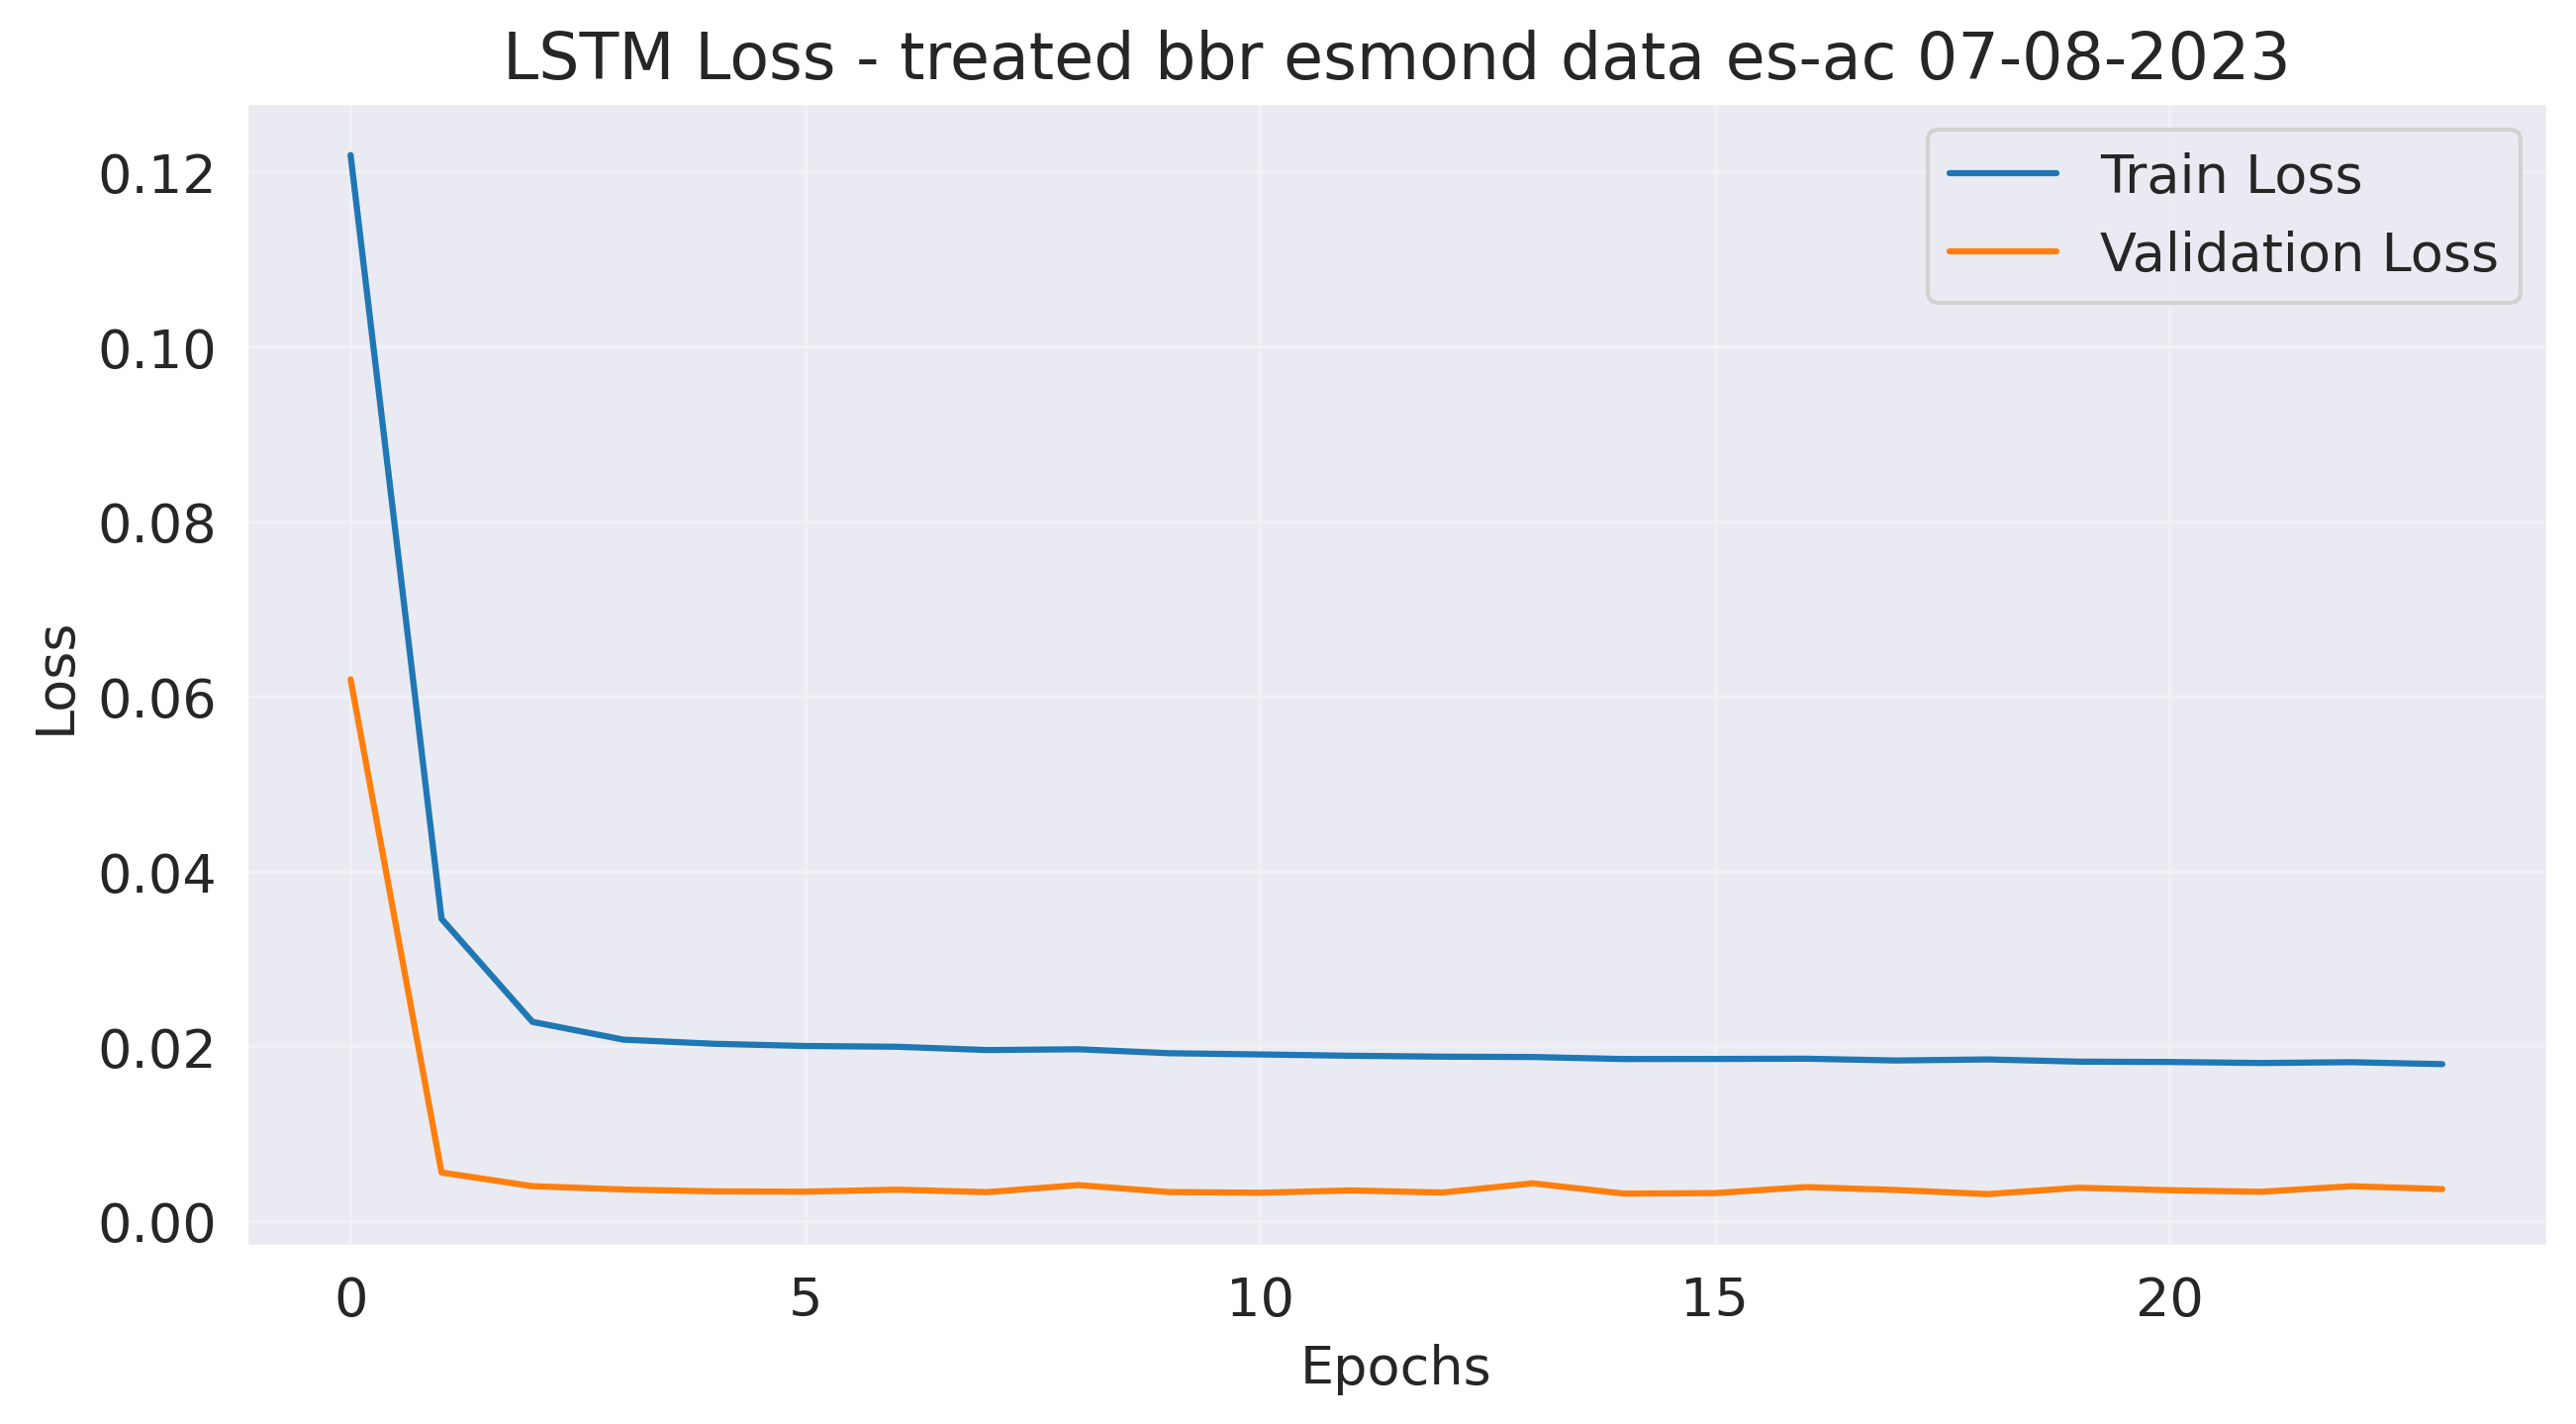 LSTM Loss - treated bbr esmond data es-ac 07-08-2023
Train Loss
Validation Loss
0.12
0.10
0.08
0.06
0.04
0.02
0.00
Loss
0 5 10 15 20
Epochs